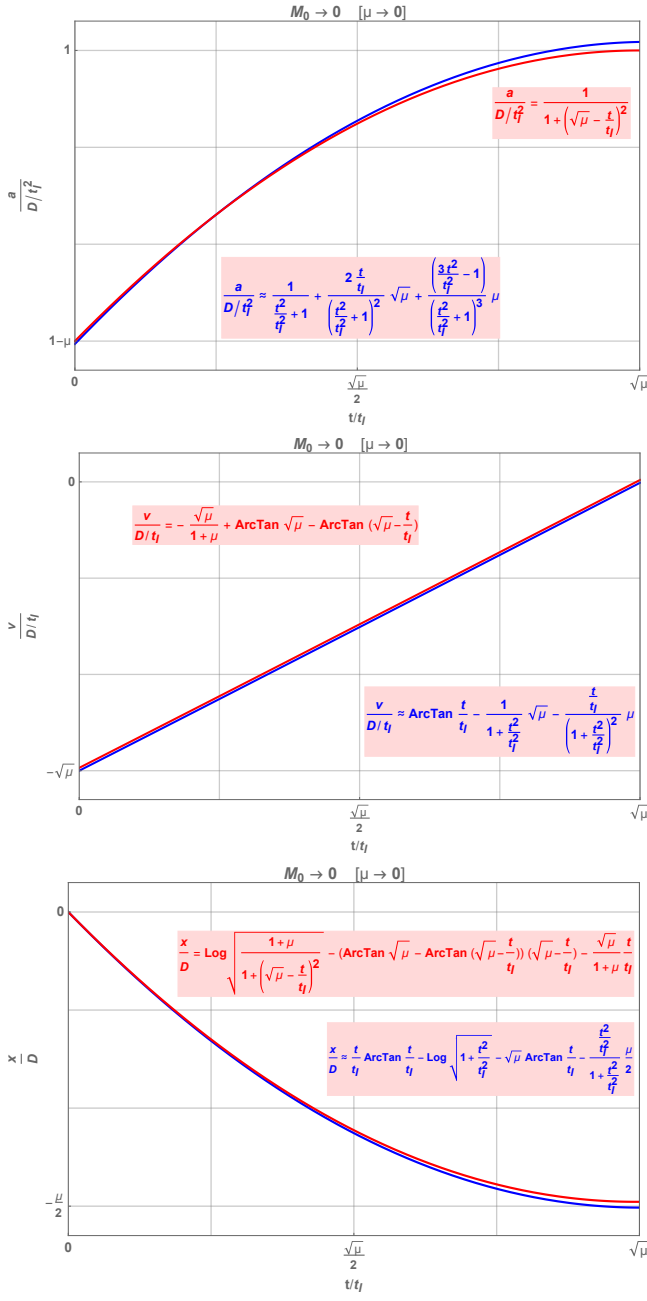 M₀ → 0 [μ → 0]
1
a/(D/t_I²) = 1/(1+(√μ − t/t_I)²)
a/(D/t_I²)
a/(D/t_I²) ≈ 1/(t²/t_I² + 1) + (2 t/t_I)/(t²/t_I² + 1)² √μ + (3t²/t_I² − 1)/(t²/t_I² + 1)³ μ
1−μ
0 √μ/2 √μ
t/t_I
M₀ → 0 [μ → 0]
0
v/(D/t_I) = − √μ/(1+μ) + ArcTan √μ − ArcTan (√μ − t/t_I)
v/(D/t_I)
v/(D/t_I) ≈ ArcTan t/t_I − 1/(1 + t²/t_I²) √μ − (t/t_I)/(1 + t²/t_I²)² μ
−√μ
0 √μ/2 √μ
t/t_I
M₀ → 0 [μ → 0]
0
x/D = Log √((1+μ)/(1+(√μ − t/t_I)²)) − (ArcTan √μ − ArcTan (√μ − t/t_I)) (√μ − t/t_I) − √μ/(1+μ) t/t_I
x/D
x/D ≈ t/t_I ArcTan t/t_I − Log √(1 + t²/t_I²) − √μ ArcTan t/t_I − (t²/t_I²)/(1 + t²/t_I²) μ/2
−μ/2
0 √μ/2 √μ
t/t_I